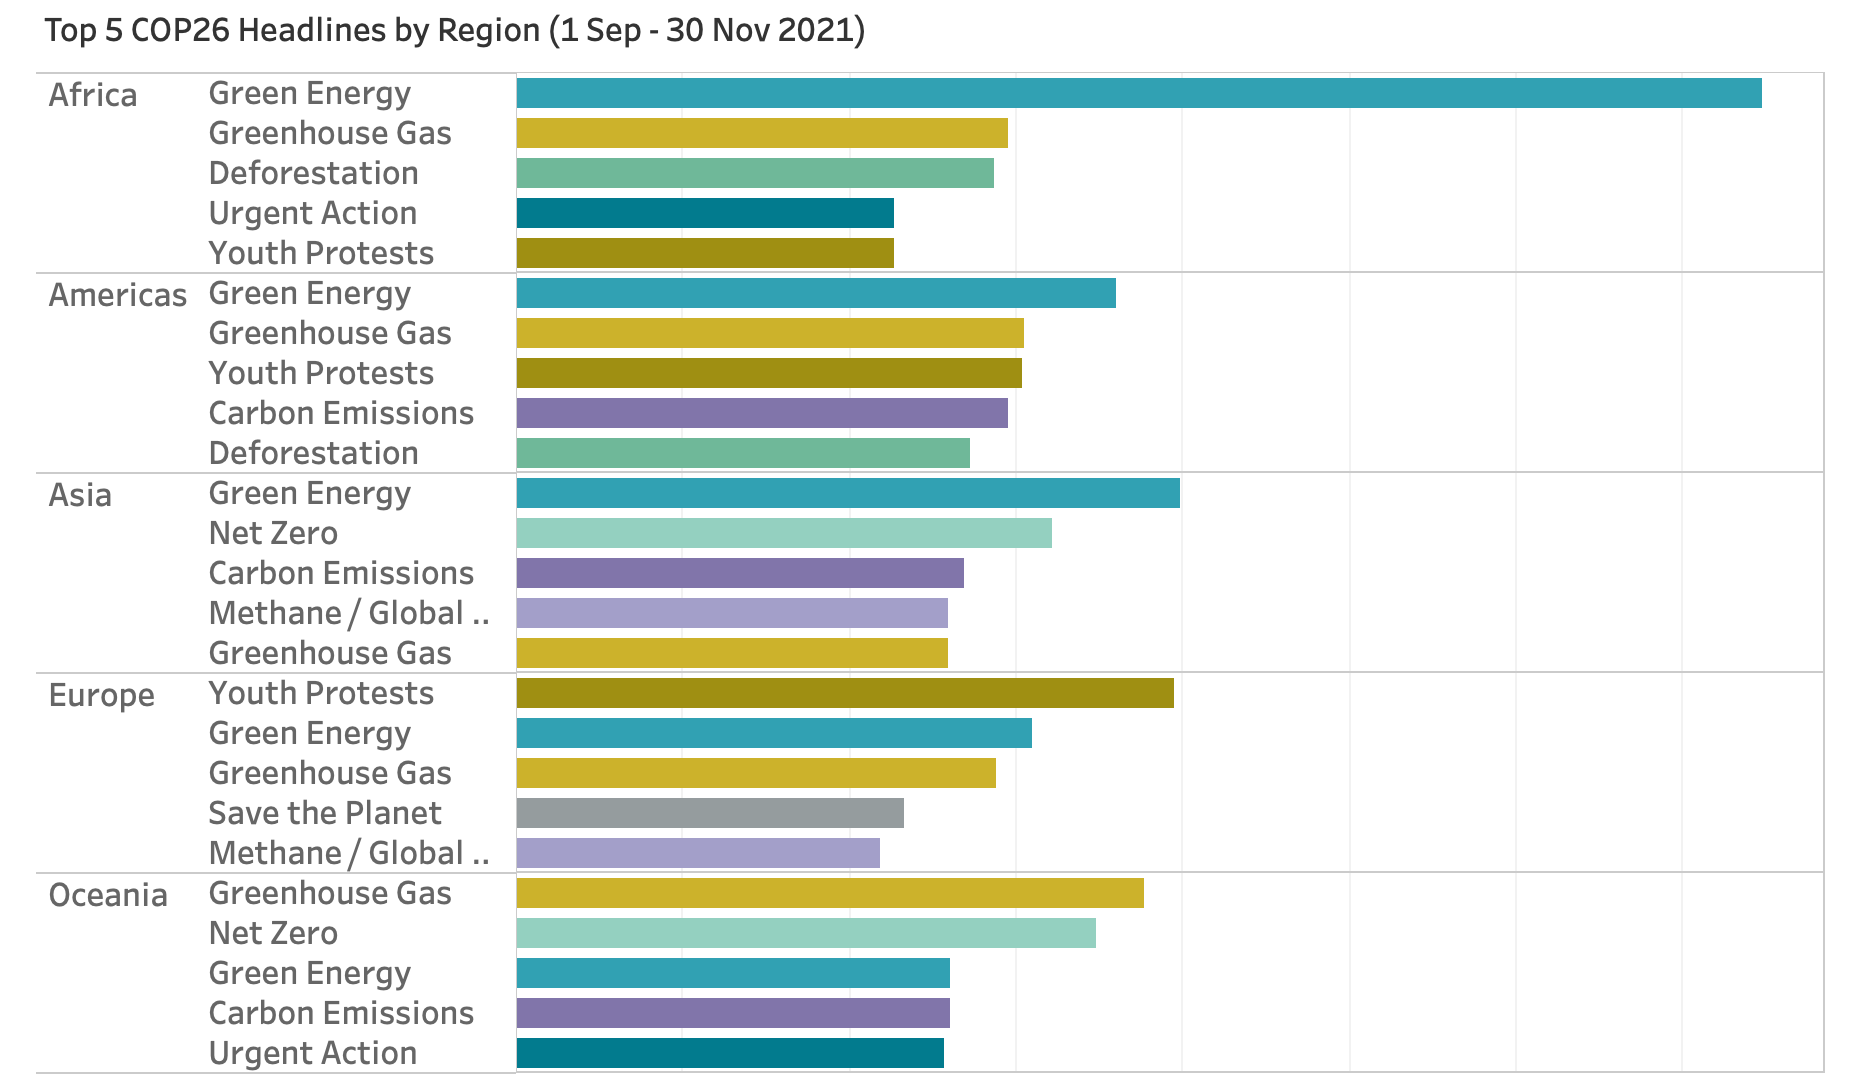 Top 5 COP26 Headlines by Region (1 Sep - 30 Nov 2021)
Africa Green Energy
Greenhouse Gas
Deforestation
Urgent Action
Youth Protests
Americas Green Energy
Greenhouse Gas
Youth Protests
Carbon Emissions
Deforestation
Asia Green Energy
Net Zero
Carbon Emissions
Methane / Global ..
Greenhouse Gas
Europe Youth Protests
Green Energy
Greenhouse Gas
Save the Planet
Methane / Global ..
Oceania Greenhouse Gas
Net Zero
Green Energy
Carbon Emissions
Urgent Action